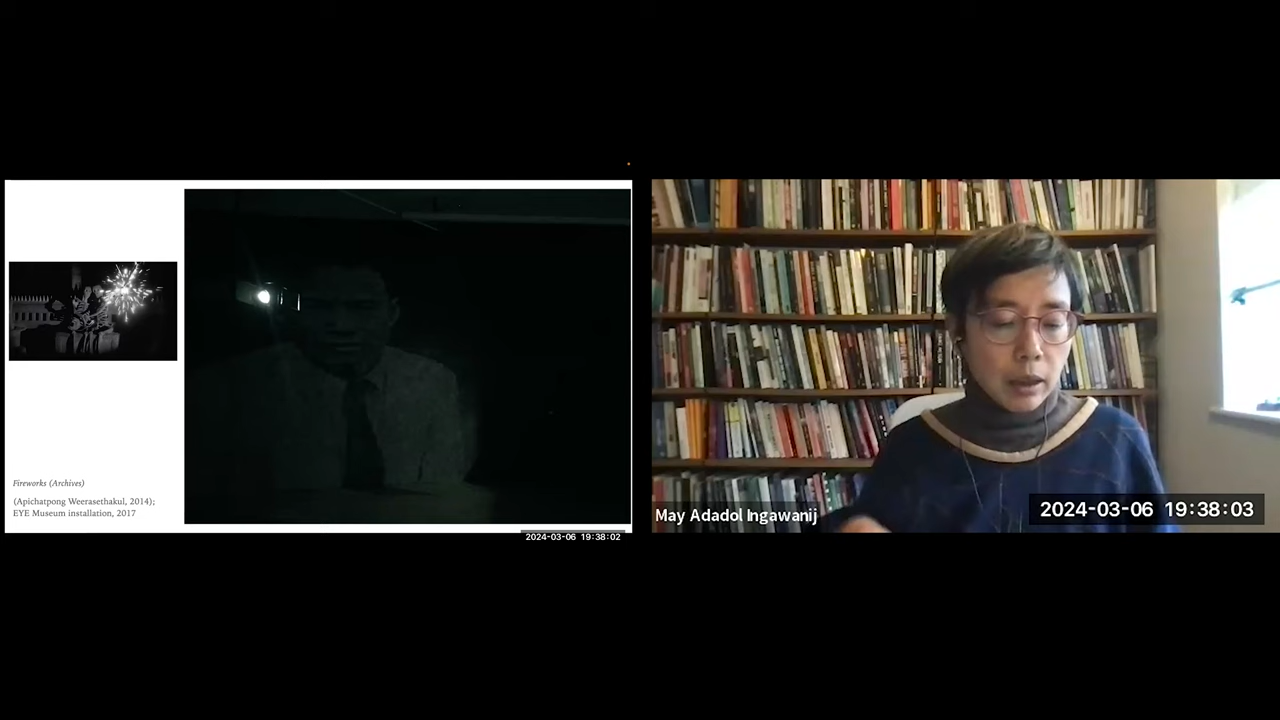 Fireworks (Archives)
(Apichatpong Weerasethakul, 2014);
EYE Museum installation, 2017
2024-03-06 19:38:02
May Adadol Ingawanij
2024-03-06 19:38:03